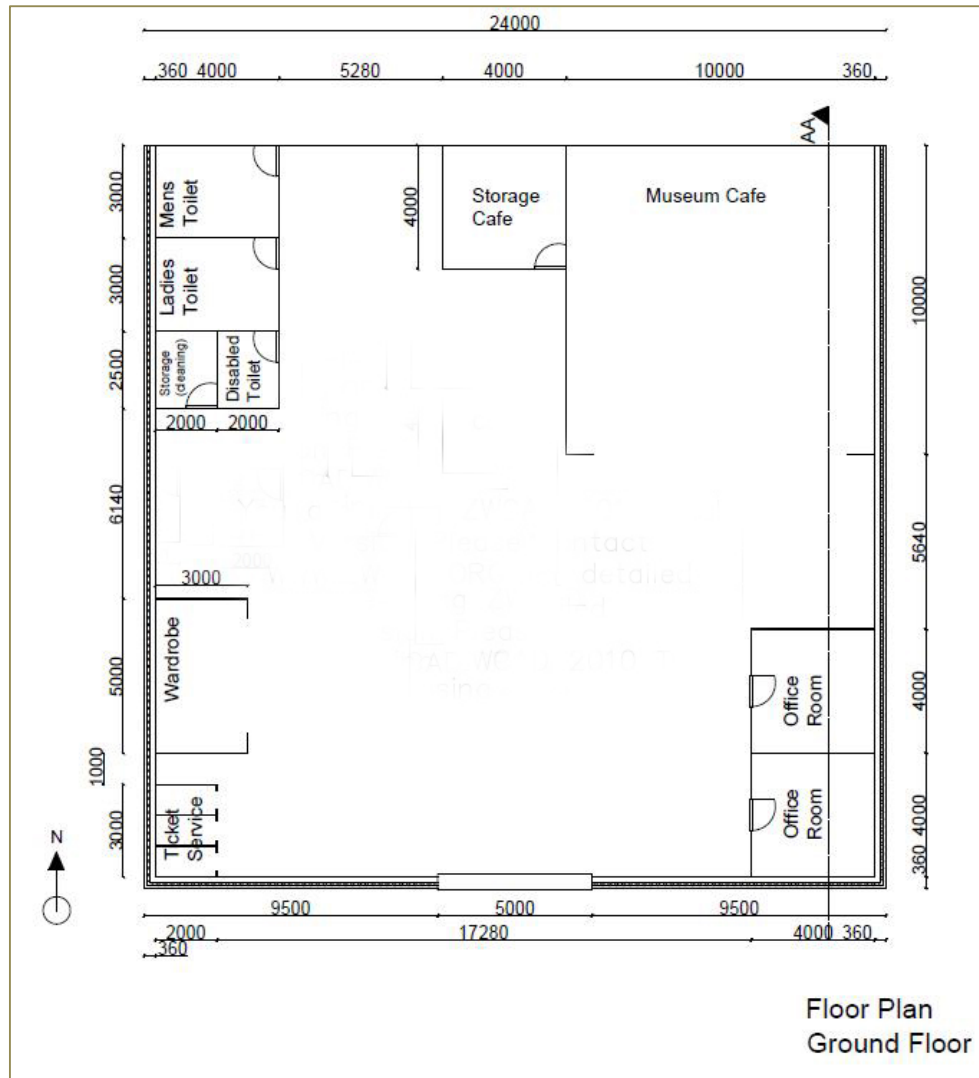 24000
360 4000 5280 4000 10000 360
AA
3000
Mens
Toilet
4000
Storage
Cafe
Museum Cafe
3000
Ladies
Toilet
10000
2500
Storage
(cleaning)
Disabled
Toilet
2000 2000
6140
5640
3000
Wardrobe
5000
Office
Room
4000
1000
3000
Ticket
Service
Office
Room
4000
360
N
9500 5000 9500
2000 17280 4000 360
360
Floor Plan
Ground Floor